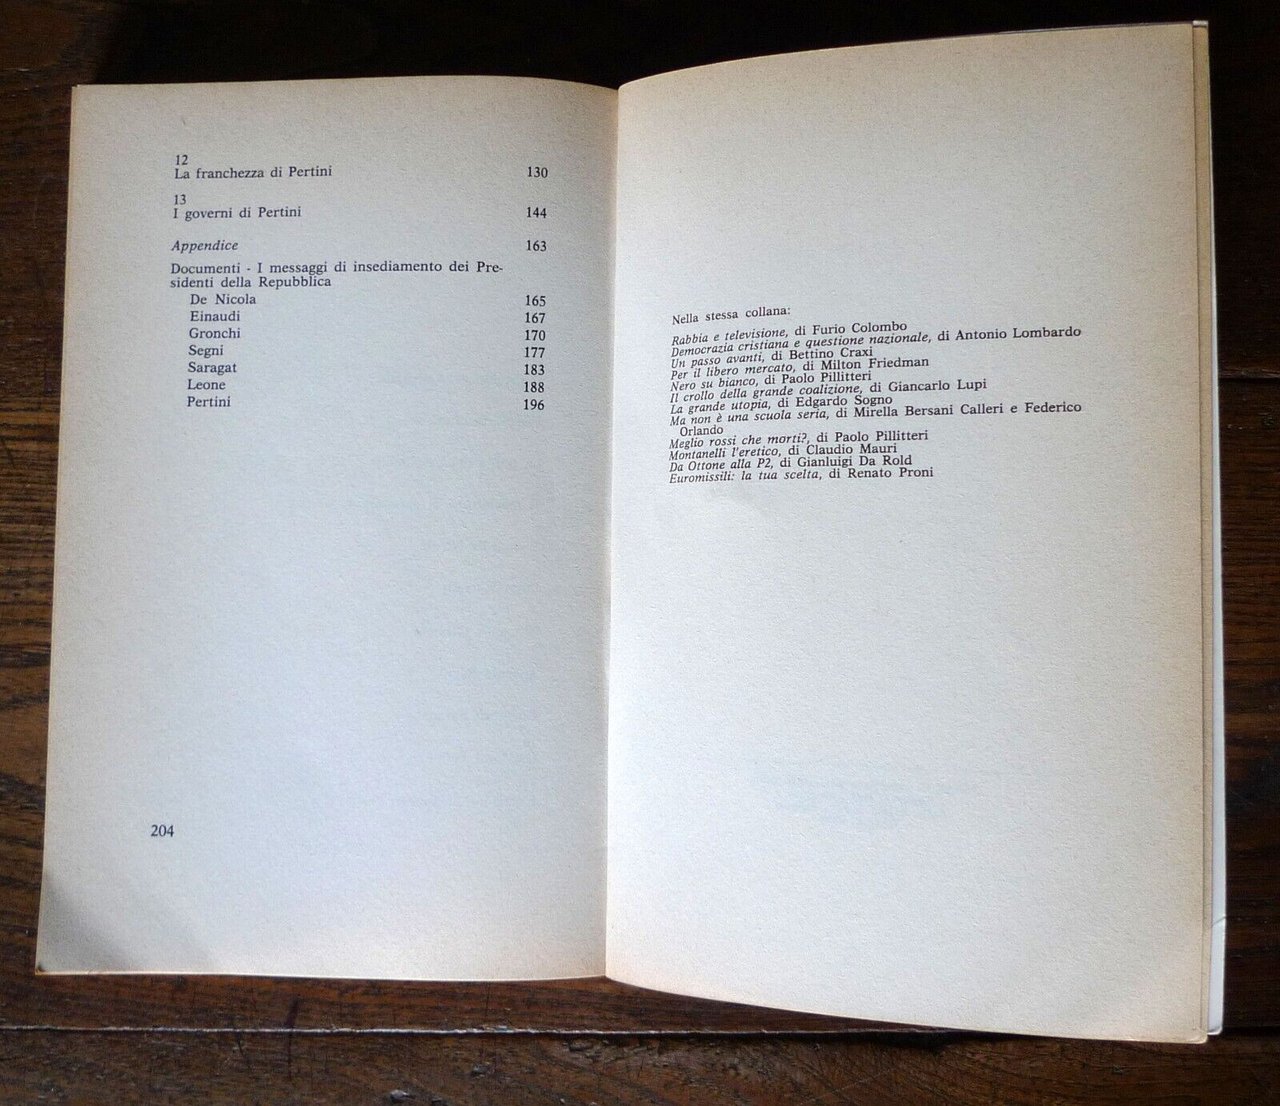 12
La franchezza di Pertini 130
13
I governi di Pertini 144
Appendice 163
Documenti - I messaggi di insediamento dei Pre-
sidenti della Repubblica
De Nicola 165
Einaudi 167
Gronchi 170
Segni 177
Saragat 183
Leone 188
Pertini 196
204
Nella stessa collana:
Rabbia e televisione, di Furio Colombo
Democrazia cristiana e questione nazionale, di Antonio Lombardo
Un passo avanti, di Bettino Craxi
Per il libero mercato, di Milton Friedman
Nero su bianco, di Paolo Pillitteri
Il crollo della grande coalizione, di Giancarlo Lupi
La grande utopia, di Edgardo Sogno
Ma non è una scuola seria, di Mirella Bersani Calleri e Federico
Orlando
Meglio rossi che morti?, di Paolo Pillitteri
Montanelli l'eretico, di Claudio Mauri
Da Ottone alla P2, di Gianluigi Da Rold
Euromissili: la tua scelta, di Renato Proni